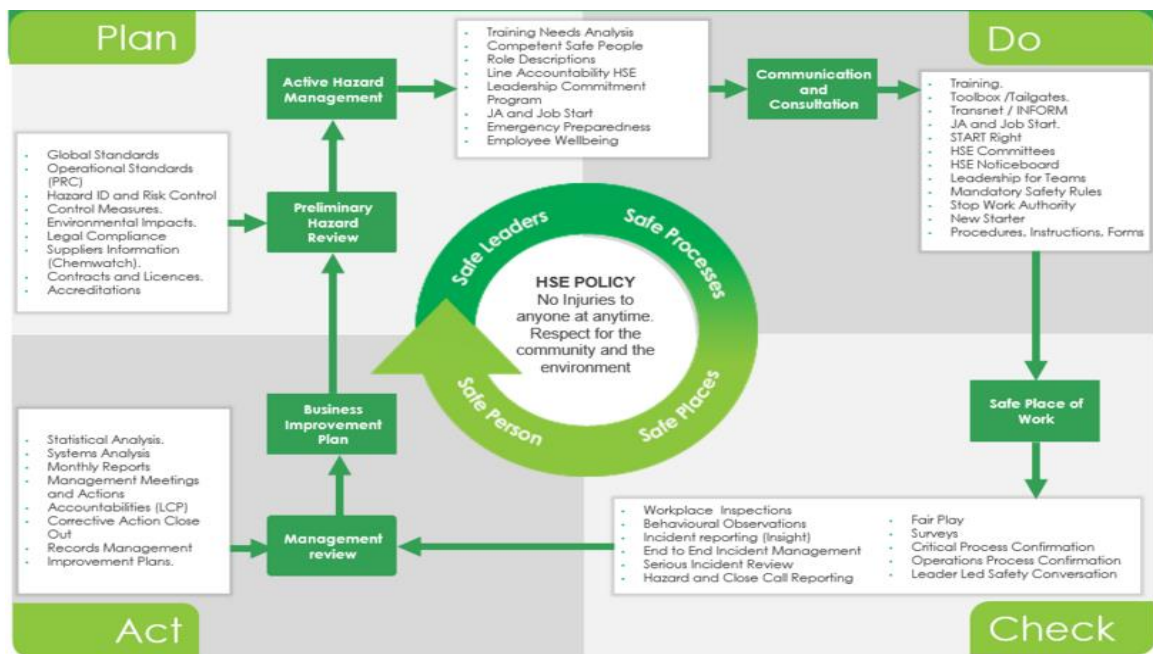 Plan
Active Hazard
Management
Training Needs Analysis
Competent Safe People
Role Descriptions
Line Accountability HSE
Leadership Commitment
Program
JA and Job Start
Emergency Preparedness
Employee Wellbeing
Communication
and
Consultation
Do
Training.
Toolbox /Tailgates.
Transnet / INFORM
JA and Job Start.
START Right
HSE Committees
HSE Noticeboard
Leadership for Teams
Mandatory Safety Rules
Stop Work Authority
New Starter
Procedures, Instructions, Forms
Global Standards
Operational Standards
(PRC)
Hazard ID and Risk Control
Control Measures.
Environmental Impacts.
Legal Compliance
Suppliers Information
(Chemwatch).
Contracts and Licences.
Accreditations
Preliminary
Hazard
Review
Safe Leaders
Safe Processes
Safe Places
Safe Person
HSE POLICY
No Injuries to
anyone at anytime.
Respect for the
community and the
environment
Business
Improvement
Plan
Safe Place of
Work
Statistical Analysis.
Systems Analysis
Monthly Reports
Management Meetings
and Actions
Accountabilities (LCP)
Corrective Action Close
Out
Records Management
Improvement Plans.
Management
review
Workplace Inspections
Behavioural Observations
Incident reporting (Insight)
End to End Incident Management
Serious Incident Review
Hazard and Close Call Reporting
Fair Play
Surveys
Critical Process Confirmation
Operations Process Confirmation
Leader Led Safety Conversation
Act
Check